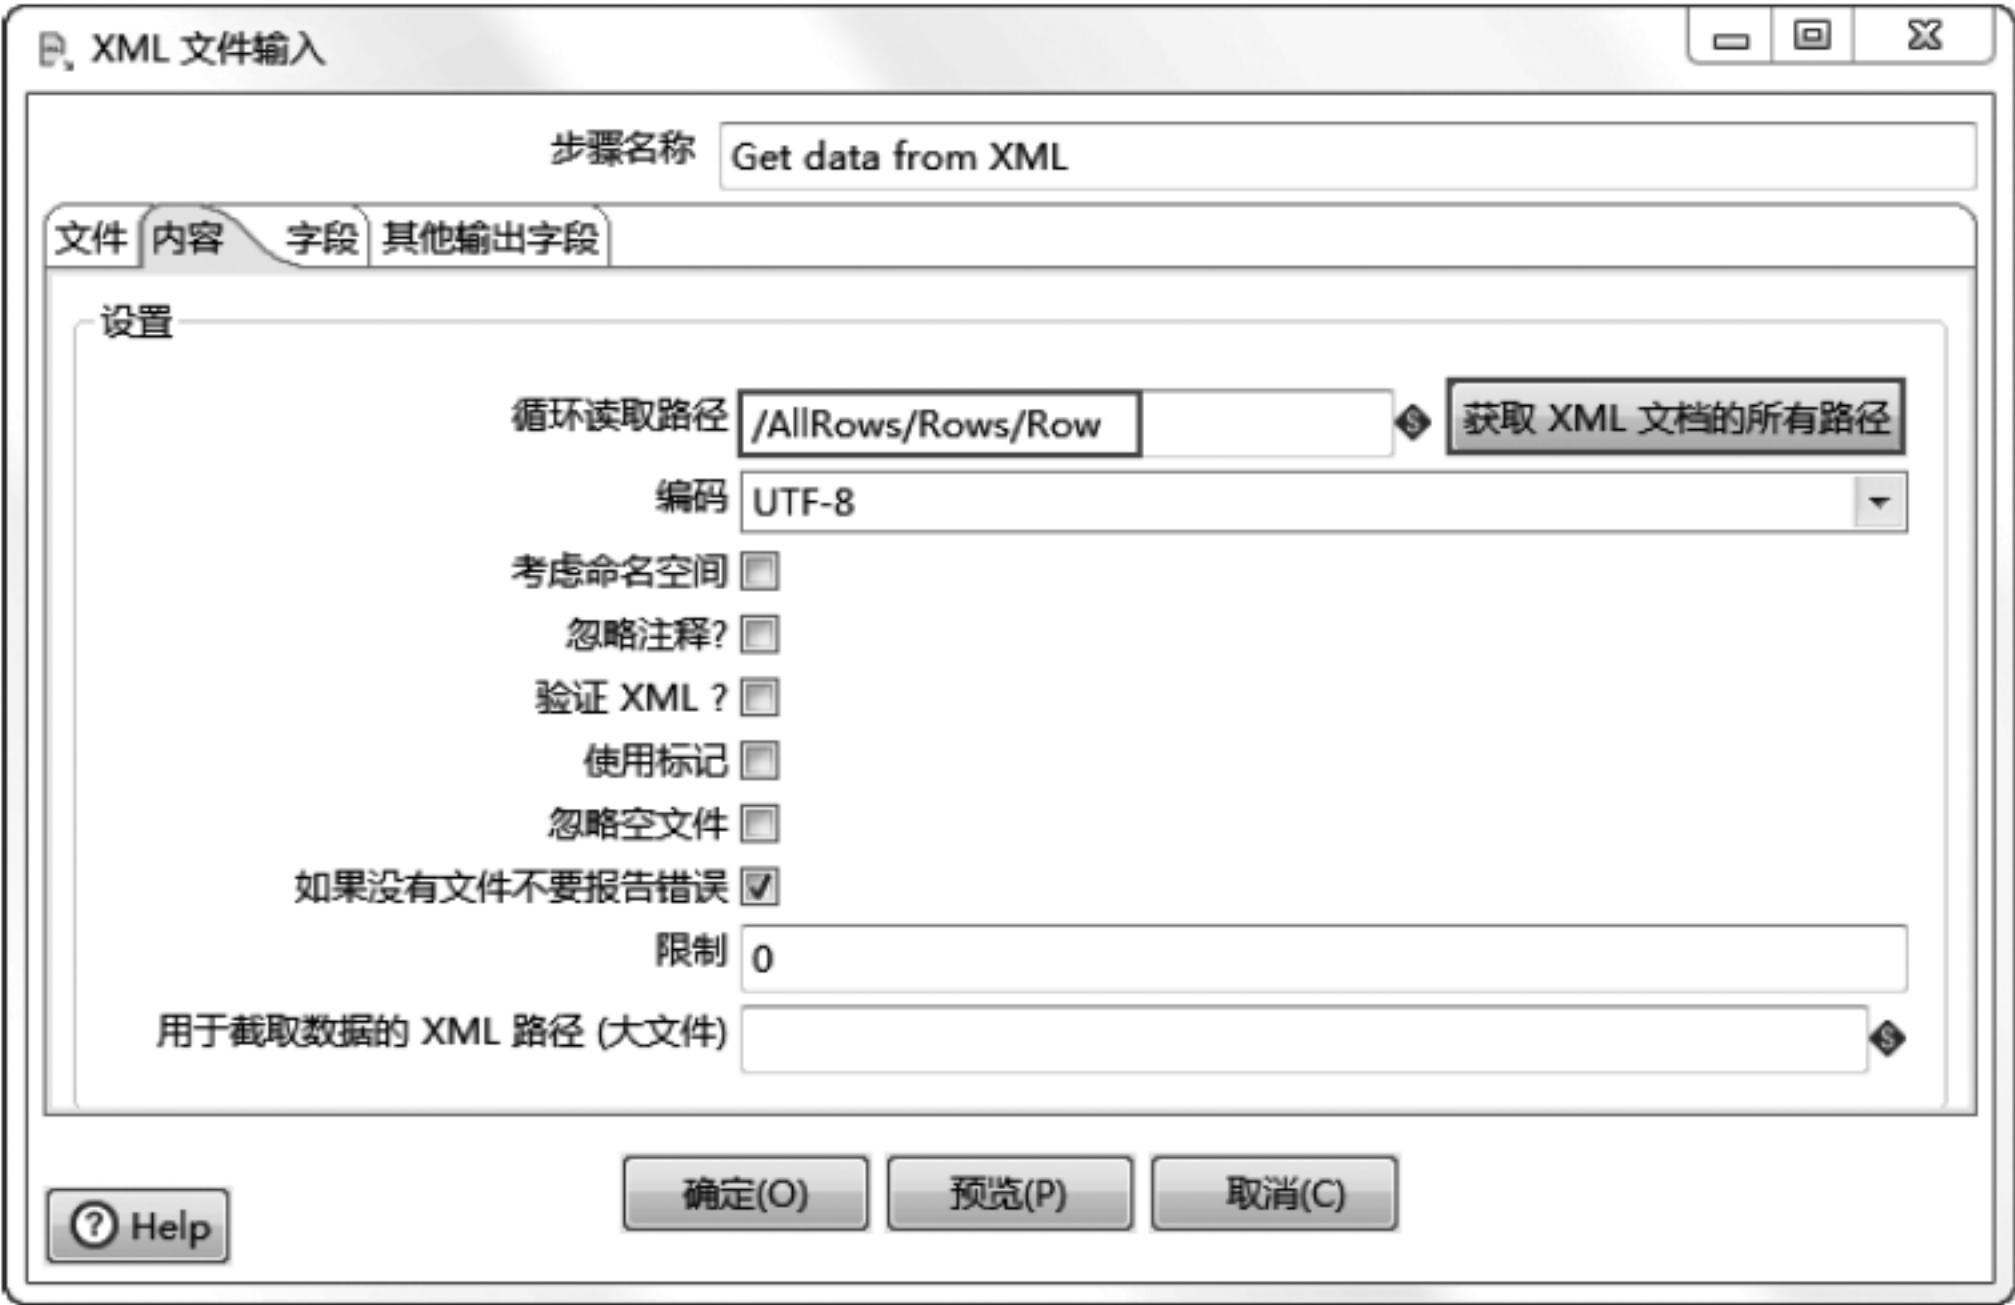 XML 文件输入
步骤名称 Get data from XML
文件 内容 字段 其他输出字段
设置
循环读取路径 /AllRows/Rows/Row 获取 XML 文档的所有路径
编码 UTF-8
考虑命名空间
忽略注释?
验证 XML ?
使用标记
忽略空文件
如果没有文件不要报告错误
限制 0
用于截取数据的 XML 路径 (大文件)
确定(O) 预览(P) 取消(C)
Help